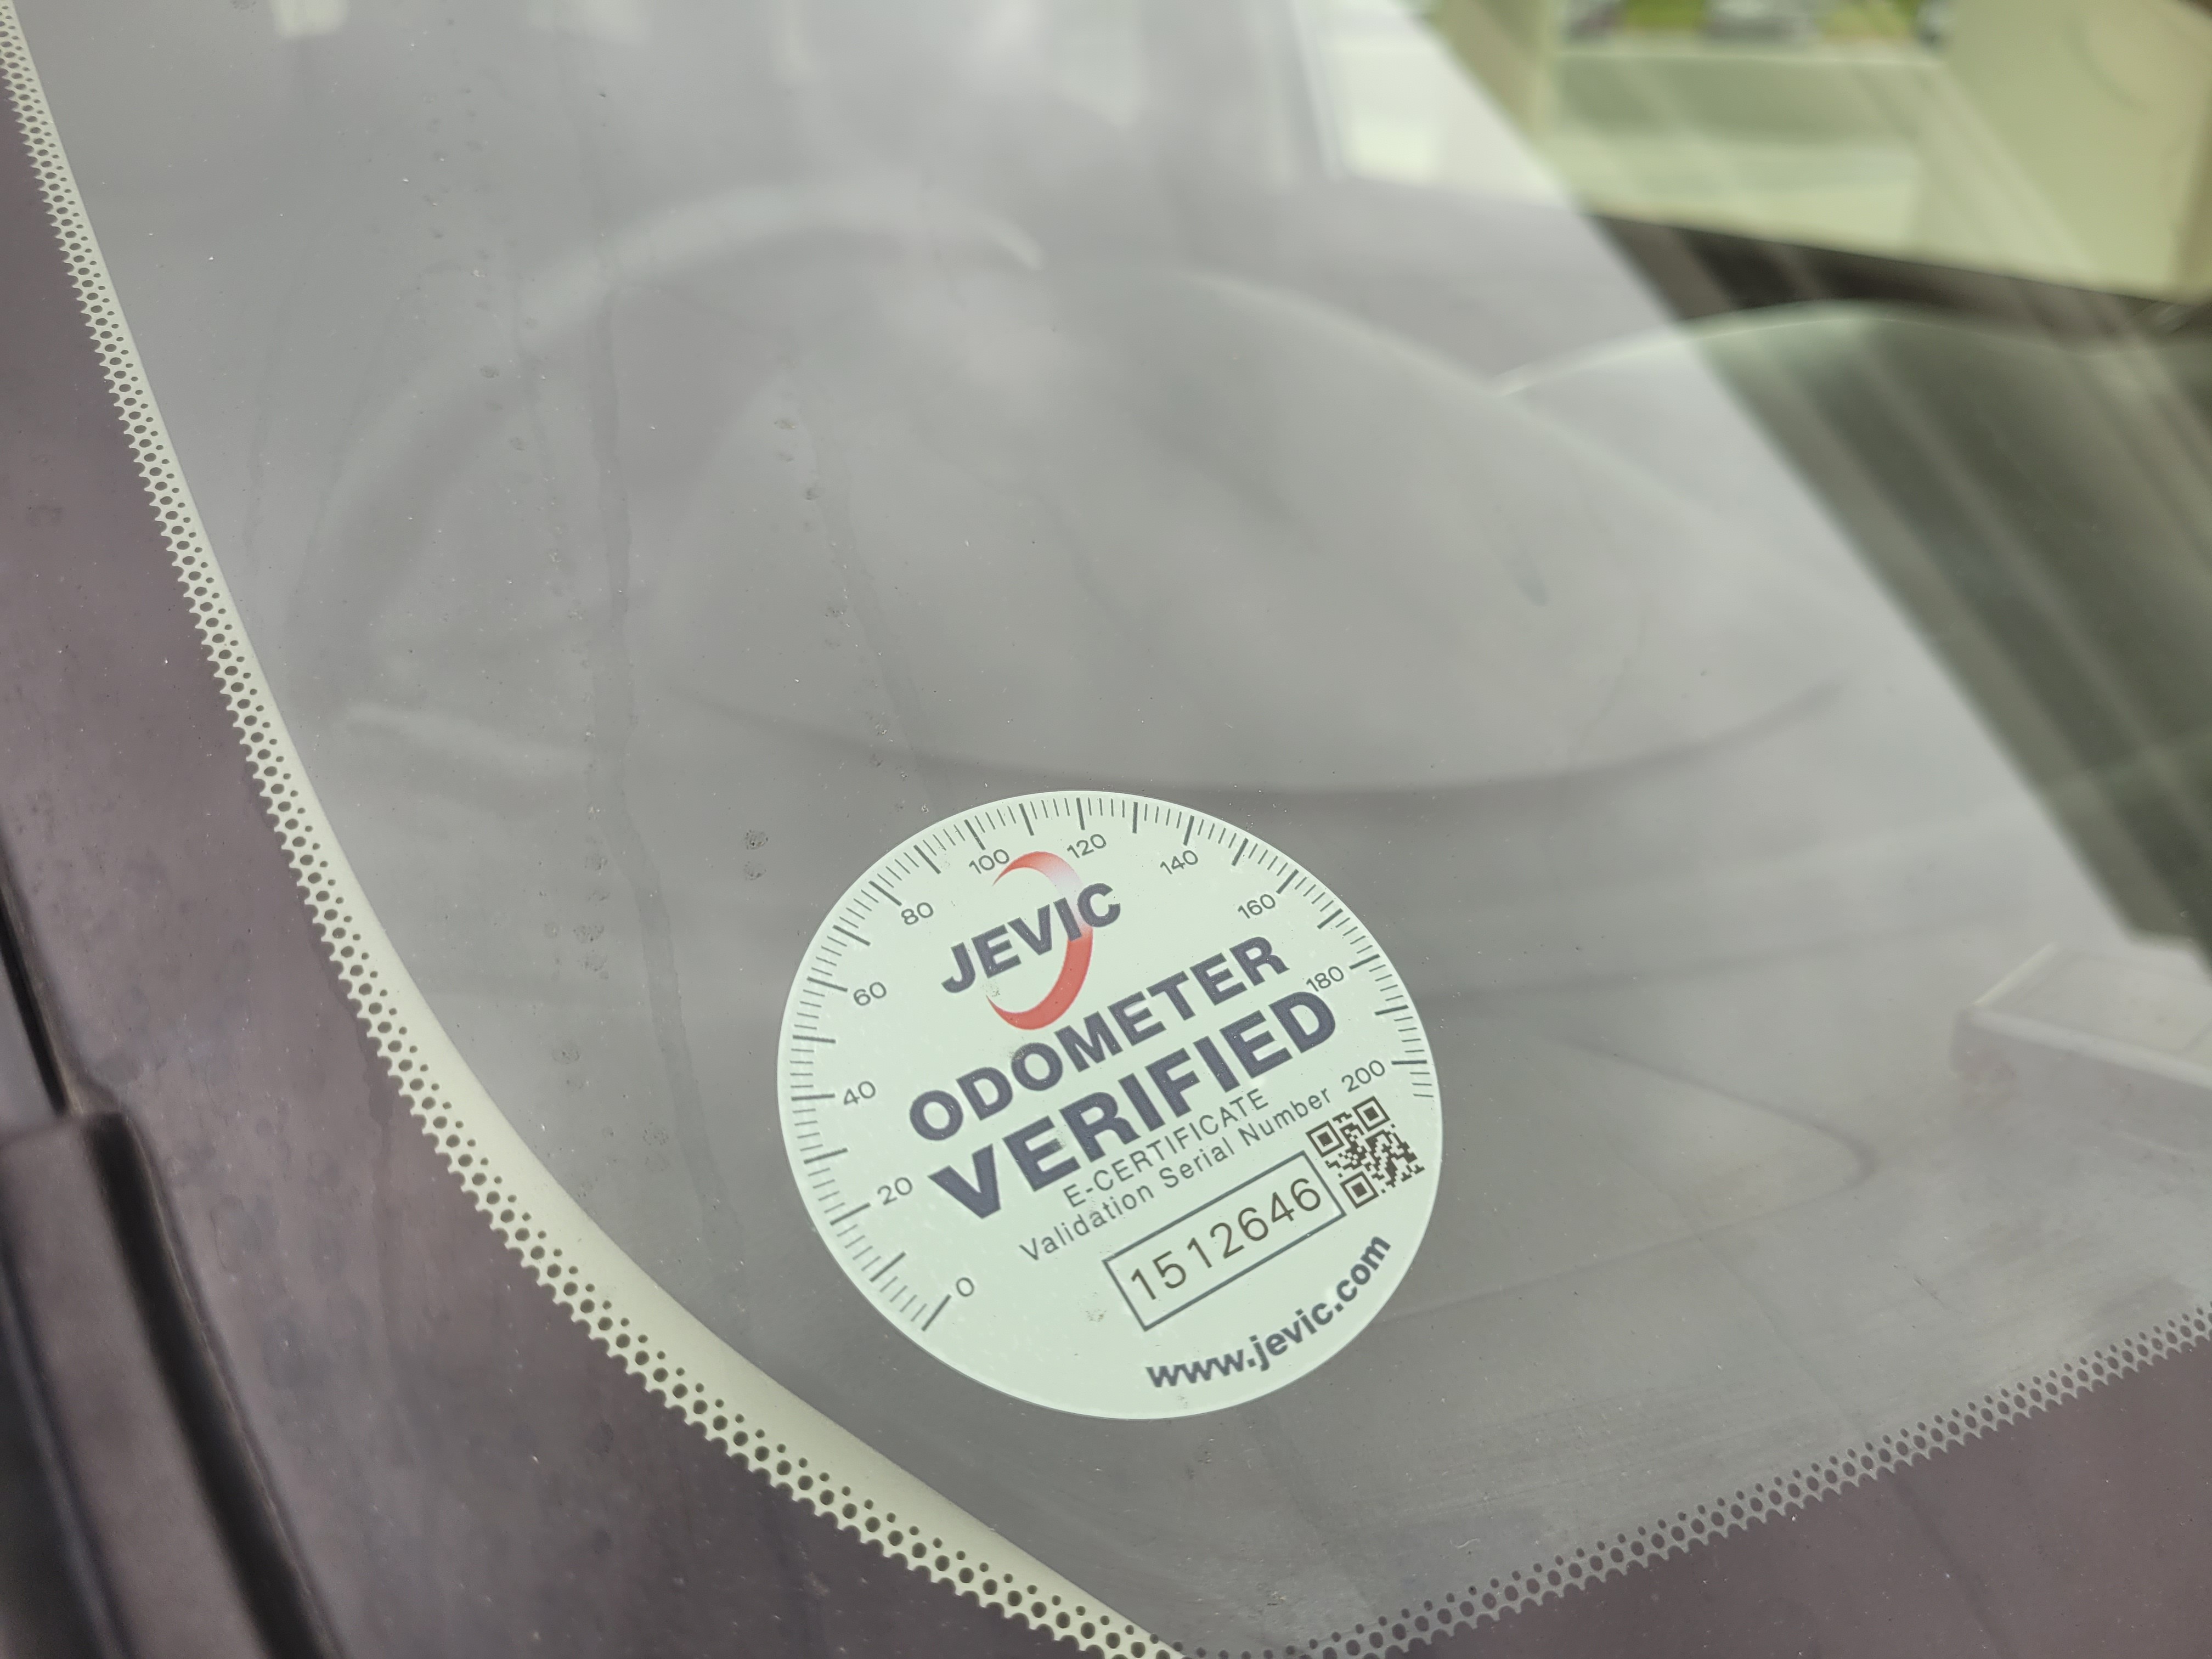 0
20
40
60
80
100
120
140
160
180
200
JEVIC
ODOMETER
VERIFIED
E-CERTIFICATE
Validation Serial Number
1512646
www.jevic.com